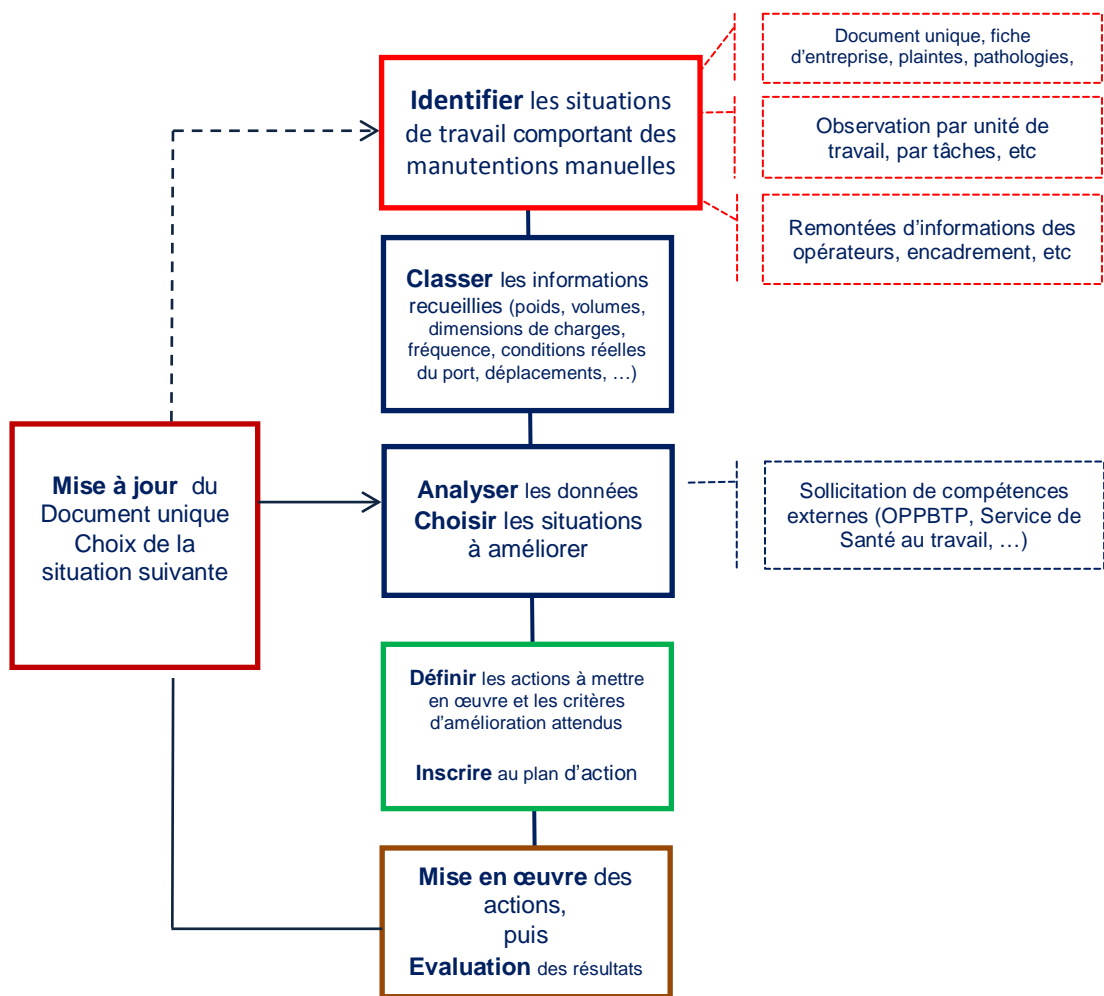 Document unique, fiche
d’entreprise, plaintes, pathologies,
Identifier les situations
de travail comportant des
manutentions manuelles
Observation par unité de
travail, par tâches, etc
Remontées d’informations des
opérateurs, encadrement, etc
Classer les informations
recueillies (poids, volumes,
dimensions de charges,
fréquence, conditions réelles
du port, déplacements, …)
Mise à jour du
Document unique
Choix de la
situation suivante
Analyser les données
Choisir les situations
à améliorer
Sollicitation de compétences
externes (OPPBTP, Service de
Santé au travail, …)
Définir les actions à mettre
en œuvre et les critères
d’amélioration attendus
Inscrire au plan d’action
Mise en œuvre des
actions,
puis
Evaluation des résultats